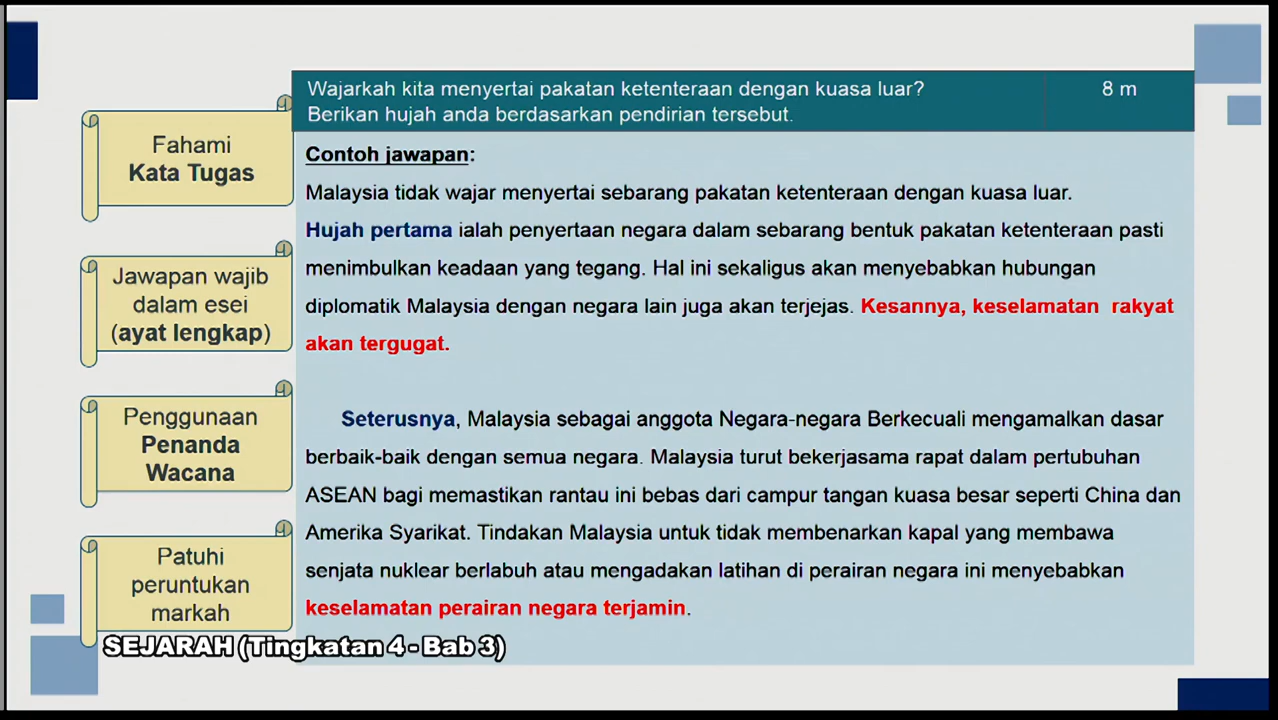 Wajarkah kita menyertai pakatan ketenteraan dengan kuasa luar?
Berikan hujah anda berdasarkan pendirian tersebut.
8 m
Fahami
Kata Tugas
Jawapan wajib
dalam esei
(ayat lengkap)
Penggunaan
Penanda
Wacana
Patuhi
peruntukan
markah
Contoh jawapan:
Malaysia tidak wajar menyertai sebarang pakatan ketenteraan dengan kuasa luar.
Hujah pertama ialah penyertaan negara dalam sebarang bentuk pakatan ketenteraan pasti
menimbulkan keadaan yang tegang. Hal ini sekaligus akan menyebabkan hubungan
diplomatik Malaysia dengan negara lain juga akan terjejas. Kesannya, keselamatan rakyat
akan tergugat.
Seterusnya, Malaysia sebagai anggota Negara-negara Berkecuali mengamalkan dasar
berbaik-baik dengan semua negara. Malaysia turut bekerjasama rapat dalam pertubuhan
ASEAN bagi memastikan rantau ini bebas dari campur tangan kuasa besar seperti China dan
Amerika Syarikat. Tindakan Malaysia untuk tidak membenarkan kapal yang membawa
senjata nuklear berlabuh atau mengadakan latihan di perairan negara ini menyebabkan
keselamatan perairan negara terjamin.
SEJARAH (Tingkatan 4 - Bab 3)